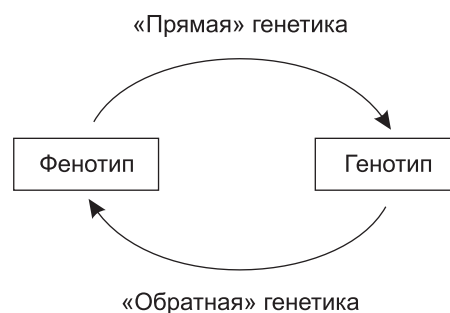 «Прямая» генетика
Фенотип
Генотип
«Обратная» генетика